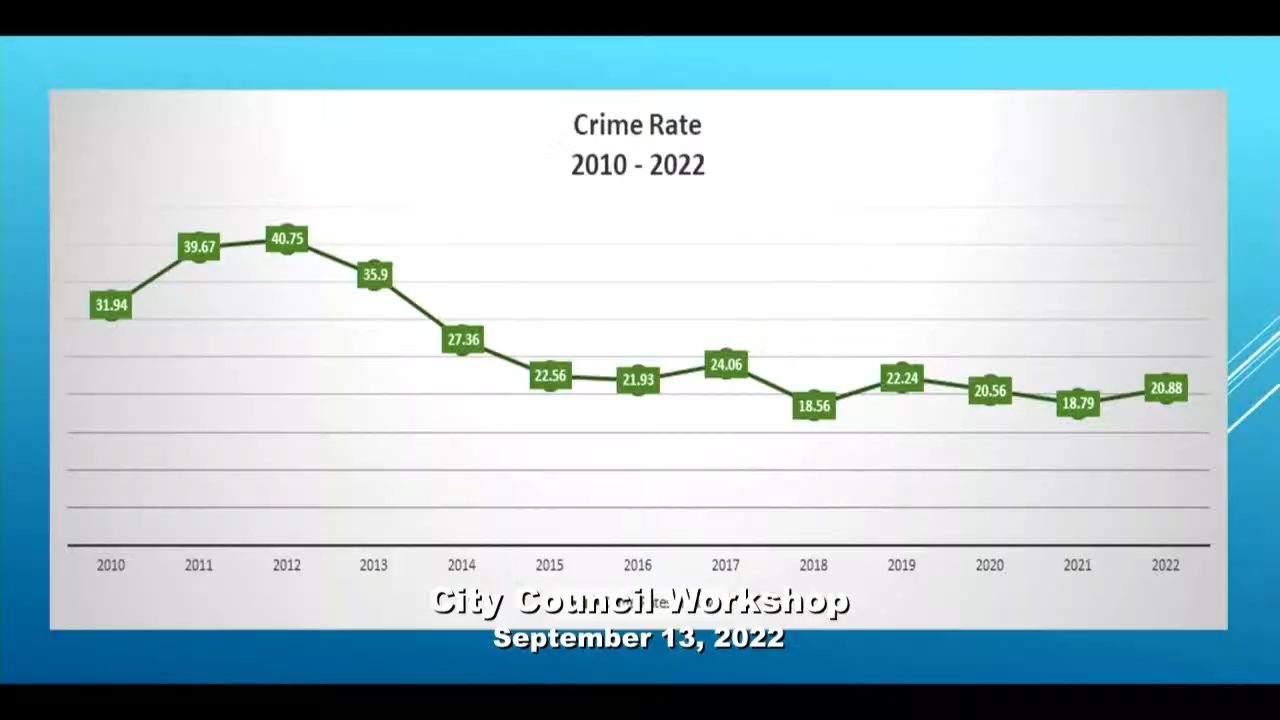 Crime Rate
2010 - 2022
31.94
39.67
40.75
35.9
27.36
22.56
21.93
24.06
18.56
22.24
20.56
18.79
20.88
2010 2011 2012 2013 2014 2015 2016 2017 2018 2019 2020 2021 2022
City Council Workshop
September 13, 2022